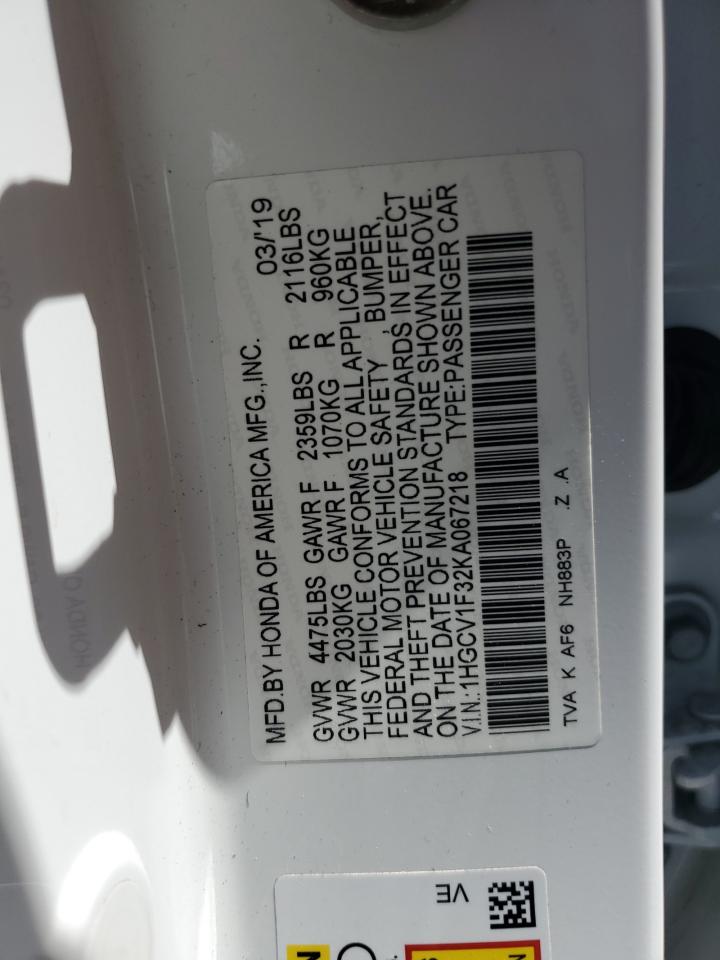 MFD.BY HONDA OF AMERICA MFG.,INC. 03/'19
GVWR 4475LBS GAWR F 2359LBS R 2116LBS
GVWR 2030KG GAWR F 1070KG R 960KG
THIS VEHICLE CONFORMS TO ALL APPLICABLE
FEDERAL MOTOR VEHICLE SAFETY , BUMPER,
AND THEFT PREVENTION STANDARDS IN EFFECT
ON THE DATE OF MANUFACTURE SHOWN ABOVE.
V.I.N.:1HGCV1F32KA067218 TYPE:PASSENGER CAR
TVA K AF6 NH883P .Z .A
VE